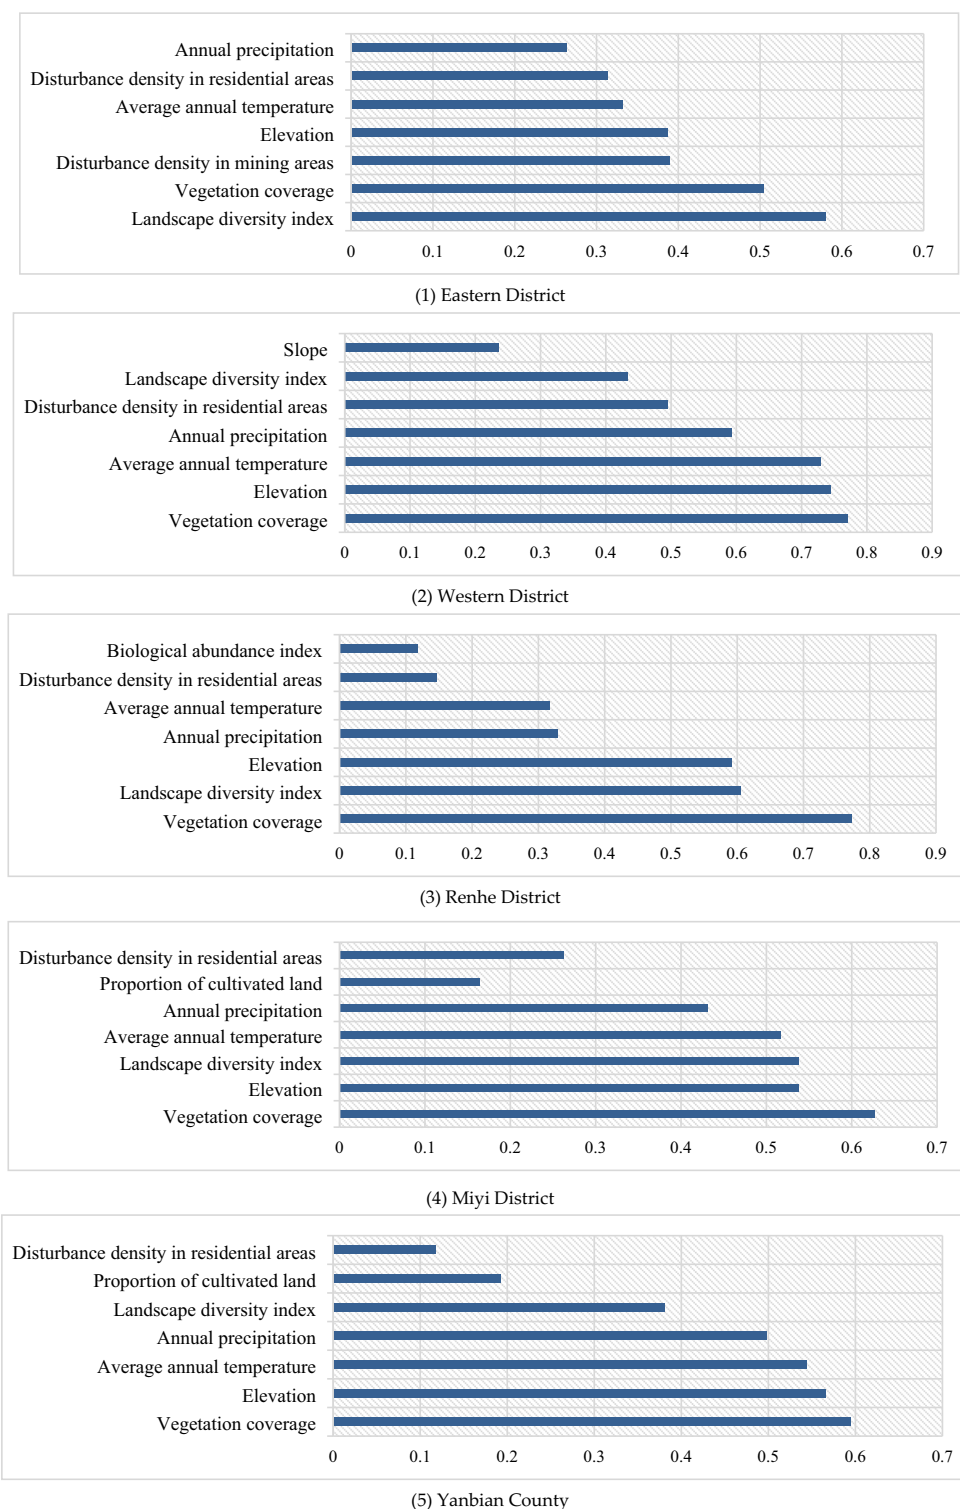 Annual precipitation
Disturbance density in residential areas
Average annual temperature
Elevation
Disturbance density in mining areas
Vegetation coverage
Landscape diversity index
0 0.1 0.2 0.3 0.4 0.5 0.6 0.7
(1) Eastern District
Slope
Landscape diversity index
Disturbance density in residential areas
Annual precipitation
Average annual temperature
Elevation
Vegetation coverage
0 0.1 0.2 0.3 0.4 0.5 0.6 0.7 0.8 0.9
(2) Western District
Biological abundance index
Disturbance density in residential areas
Average annual temperature
Annual precipitation
Elevation
Landscape diversity index
Vegetation coverage
0 0.1 0.2 0.3 0.4 0.5 0.6 0.7 0.8 0.9
(3) Renhe District
Disturbance density in residential areas
Proportion of cultivated land
Annual precipitation
Average annual temperature
Landscape diversity index
Elevation
Vegetation coverage
0 0.1 0.2 0.3 0.4 0.5 0.6 0.7
(4) Miyi District
Disturbance density in residential areas
Proportion of cultivated land
Landscape diversity index
Annual precipitation
Average annual temperature
Elevation
Vegetation coverage
0 0.1 0.2 0.3 0.4 0.5 0.6 0.7
(5) Yanbian County